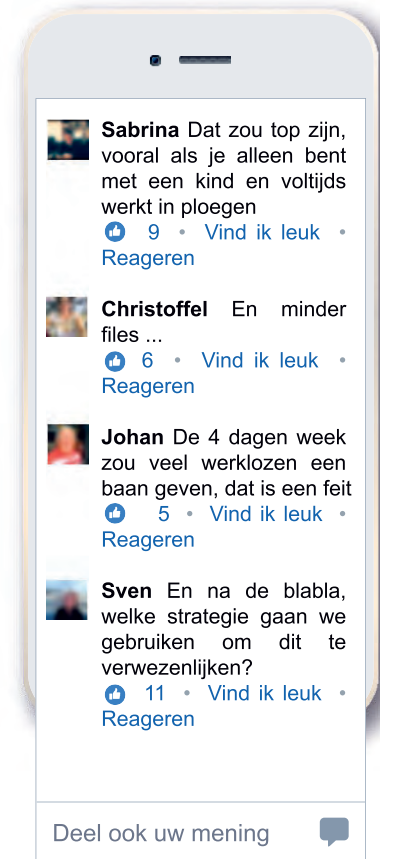 Sabrina Dat zou top zijn,
vooral als je alleen bent
met een kind en voltijds
werkt in ploegen
9 • Vind ik leuk •
Reageren
Christoffel En minder
files ...
6 • Vind ik leuk •
Reageren
Johan De 4 dagen week
zou veel werklozen een
baan geven, dat is een feit
5 • Vind ik leuk •
Reageren
Sven En na de blabla,
welke strategie gaan we
gebruiken om dit te
verwezenlijken?
11 • Vind ik leuk •
Reageren
Deel ook uw mening